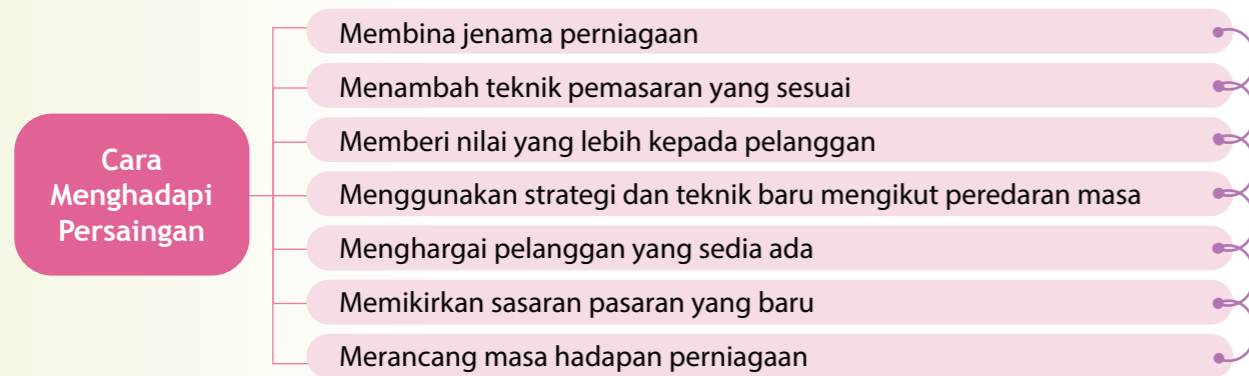 Cara
Menghadapi
Persaingan
Membina jenama perniagaan
Menambah teknik pemasaran yang sesuai
Memberi nilai yang lebih kepada pelanggan
Menggunakan strategi dan teknik baru mengikut peredaran masa
Menghargai pelanggan yang sedia ada
Memikirkan sasaran pasaran yang baru
Merancang masa hadapan perniagaan